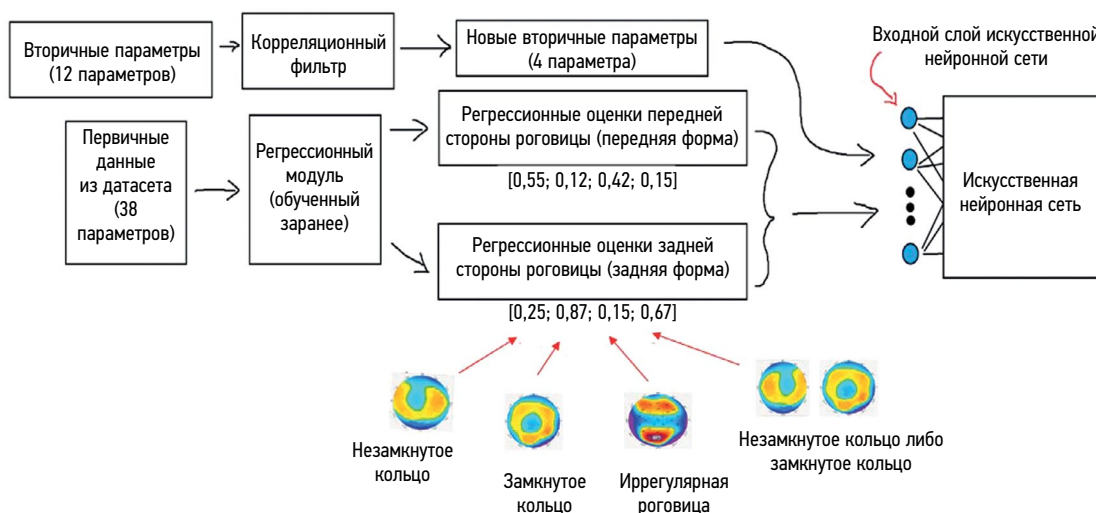 Вторичные параметры
(12 параметров)
Корреляционный
фильтр
Новые вторичные параметры
(4 параметра)
Входной слой искусственной
нейронной сети
Первичные
данные
из датасета
(38
параметров)
Регрессионный
модуль
(обученный
заранее)
Регрессионные оценки передней
стороны роговицы (передняя форма)
[0,55; 0,12; 0,42; 0,15]
Искусственная
нейронная сеть
Регрессионные оценки задней
стороны роговицы (задняя форма)
[0,25; 0,87; 0,15; 0,67]
Незамкнутое
кольцо
Замкнутое
кольцо
Иррегулярная
роговица
Незамкнутое кольцо либо
замкнутое кольцо